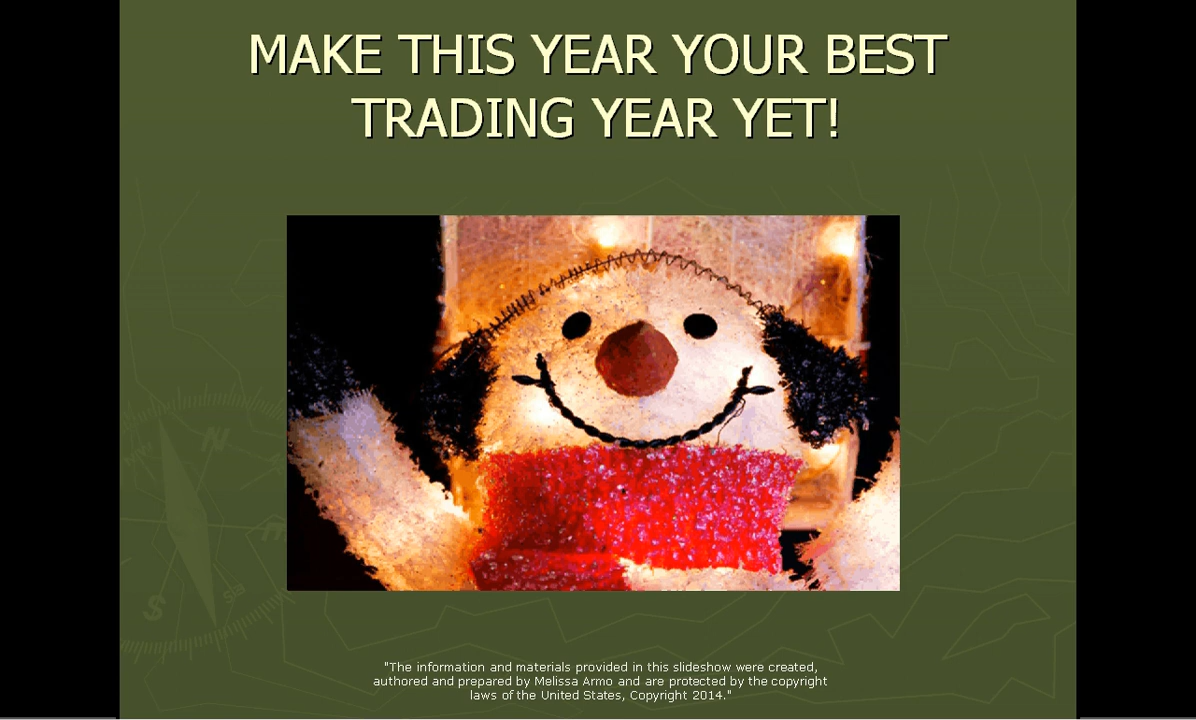 MAKE THIS YEAR YOUR BEST
TRADING YEAR YET!
N
S
"The information and materials provided in this slideshow were created,
authored and prepared by Melissa Armo and are protected by the copyright
laws of the United States, Copyright 2014."